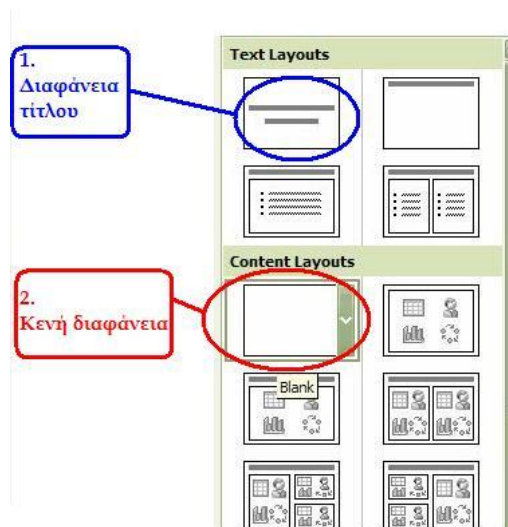 1.
Διαφάνεια
τίτλου
Text Layouts
Content Layouts
2.
Κενή διαφάνεια
Blank